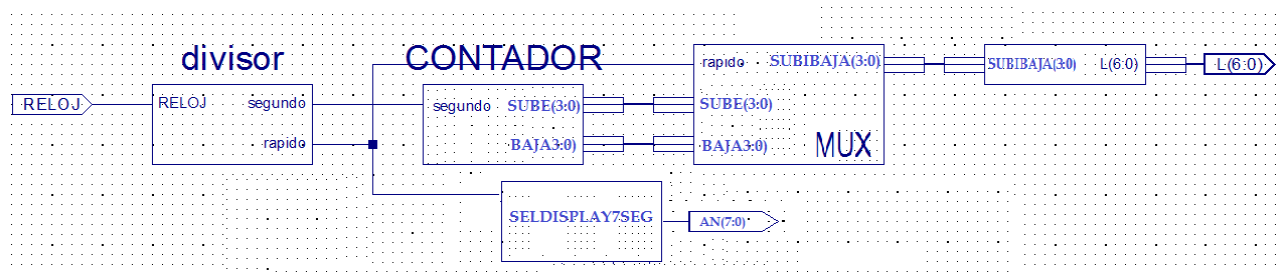 divisor
CONTADOR
rapido
SUBIBAJA(3:0)
SUBIBAJA(3:0)
L(6:0)
L(6:0)
RELOJ
RELOJ
segundo
segundo
SUBE(3:0)
SUBE(3:0)
rapido
BAJA3:0)
BAJA3:0)
MUX
SELDISPLAY7SEG
AN(7:0)